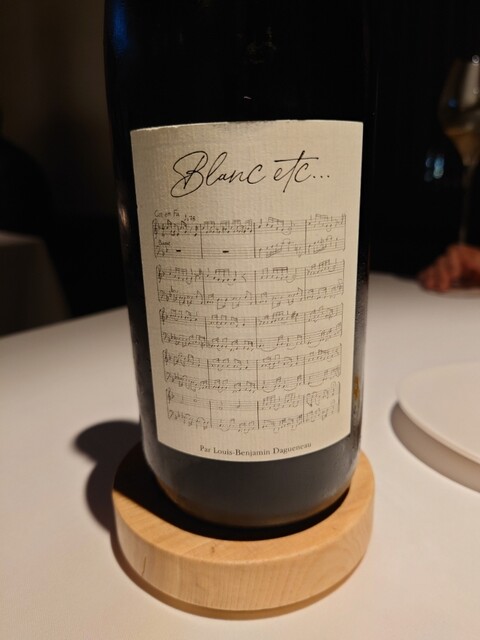 Blanc etc...
Par Louis-Benjamin Dagueneau